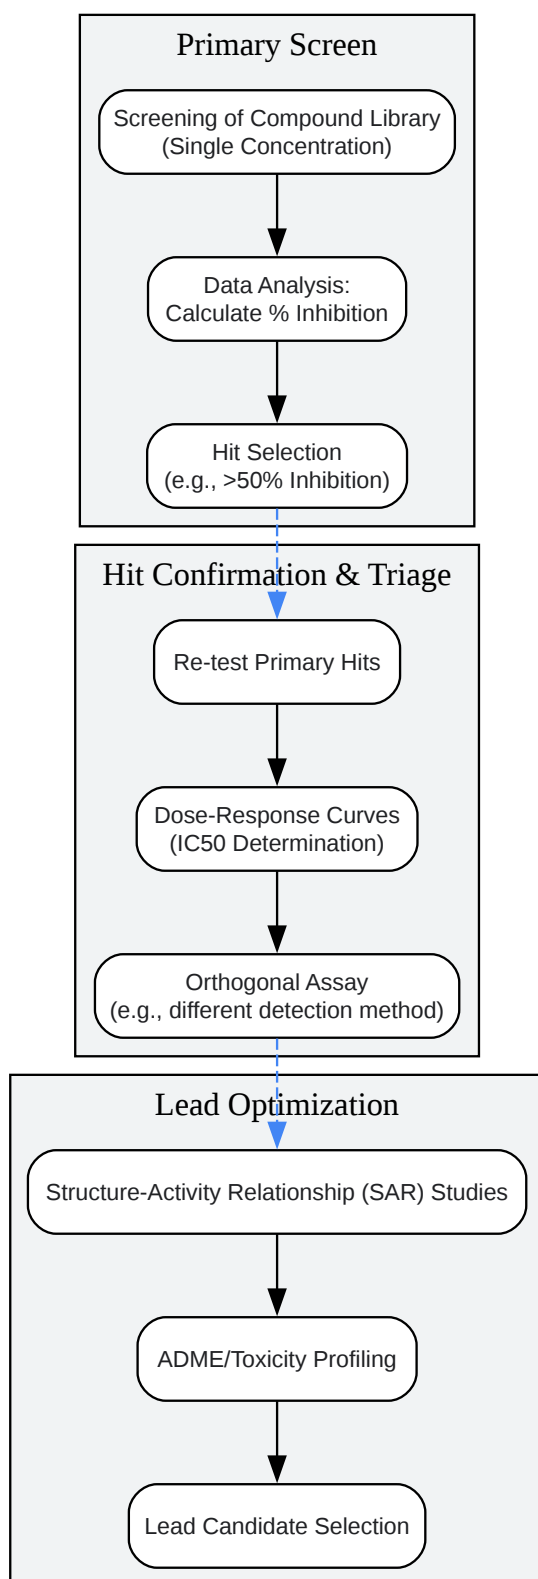 Primary Screen
Screening of Compound Library
(Single Concentration)
Data Analysis:
Calculate % Inhibition
Hit Selection
(e.g., >50% Inhibition)
Hit Confirmation & Triage
Re-test Primary Hits
Dose-Response Curves
(IC50 Determination)
Orthogonal Assay
(e.g., different detection method)
Lead Optimization
Structure-Activity Relationship (SAR) Studies
ADME/Toxicity Profiling
Lead Candidate Selection